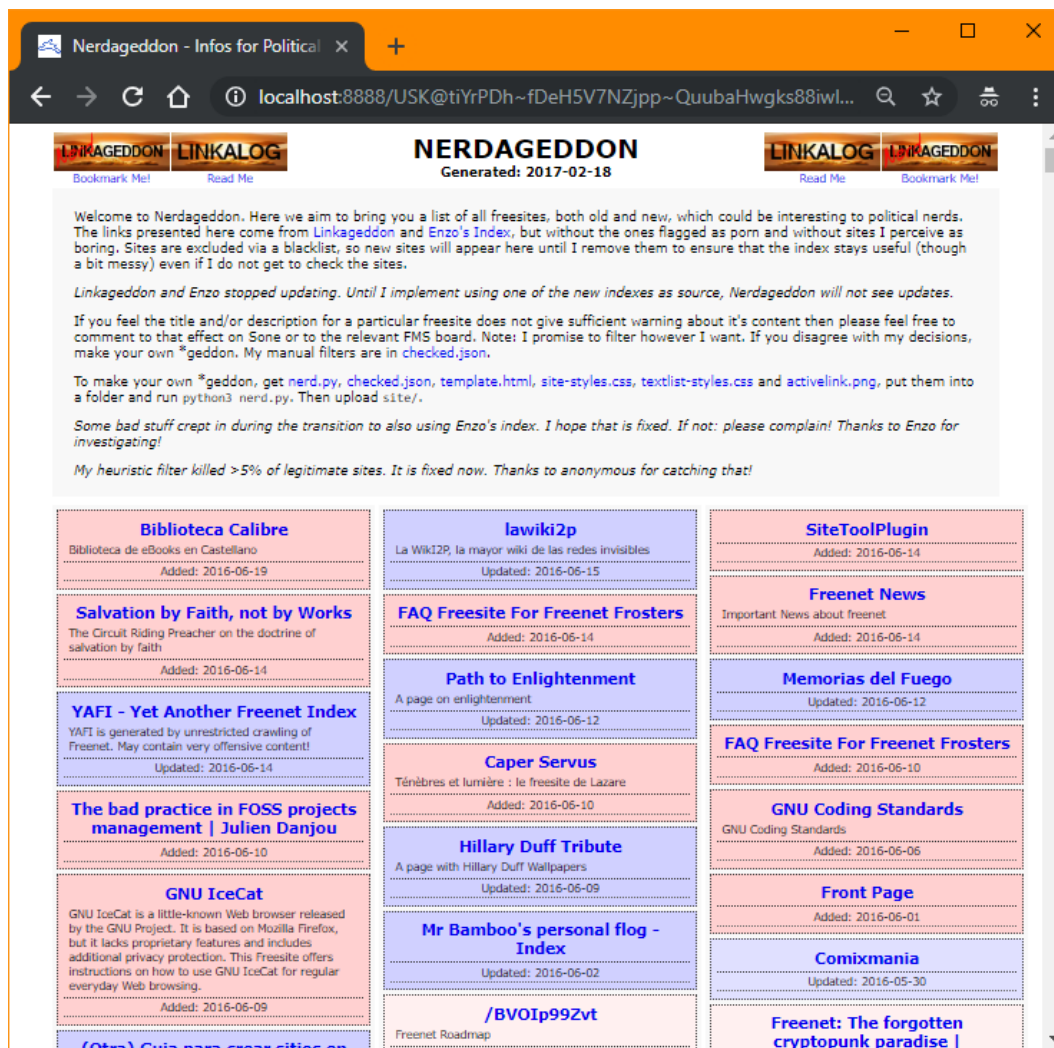 Nerdageddon - Infos for Political
localhost:8888/USK@tiYrPDh~fDeH5V7NZjpp~QuubaHwgks88iwl...
LINKAGEDDON LINKALOG
Bookmark Me! Read Me
NERDAGEDDON
Generated: 2017-02-18
LINKALOG LINKAGEDDON
Read Me Bookmark Me!
Welcome to Nerdageddon. Here we aim to bring you a list of all freesites, both old and new, which could be interesting to political nerds.
The links presented here come from Linkageddon and Enzo's Index, but without the ones flagged as porn and without sites I perceive as
boring. Sites are excluded via a blacklist, so new sites will appear here until I remove them to ensure that the index stays useful (though
a bit messy) even if I do not get to check the sites.
Linkageddon and Enzo stopped updating. Until I implement using one of the new indexes as source, Nerdageddon will not see updates.
If you feel the title and/or description for a particular freesite does not give sufficient warning about it's content then please feel free to
comment to that effect on Sone or to the relevant FMS board. Note: I promise to filter however I want. If you disagree with my decisions,
make your own *geddon. My manual filters are in checked.json.
To make your own *geddon, get nerd.py, checked.json, template.html, site-styles.css, textlist-styles.css and activelink.png, put them into
a folder and run python3 nerd.py. Then upload site/.
Some bad stuff crept in during the transition to also using Enzo's index. I hope that is fixed. If not: please complain! Thanks to Enzo for
investigating!
My heuristic filter killed >5% of legitimate sites. It is fixed now. Thanks to anonymous for catching that!
Biblioteca Calibre
Biblioteca de eBooks en Castellano
Added: 2016-06-19
Salvation by Faith, not by Works
The Circuit Riding Preacher on the doctrine of
salvation by faith
Added: 2016-06-14
YAFI - Yet Another Freenet Index
YAFI is generated by unrestricted crawling of
Freenet. May contain very offensive content!
Updated: 2016-06-14
The bad practice in FOSS projects
management | Julien Danjou
Added: 2016-06-10
GNU IceCat
GNU IceCat is a little-known Web browser released
by the GNU Project. It is based on Mozilla Firefox,
but it lacks proprietary features and includes
additional privacy protection. This Freesite offers
instructions on how to use GNU IceCat for regular
everyday Web browsing.
Added: 2016-06-09
(Otra) Guia para crear sitios en
lawiki2p
La WikI2P, la mayor wiki de las redes invisibles
Updated: 2016-06-15
FAQ Freesite For Freenet Frosters
Added: 2016-06-14
Path to Enlightenment
A page on enlightenment
Updated: 2016-06-12
Caper Servus
Ténèbres et lumière : le freesite de Lazare
Added: 2016-06-10
Hillary Duff Tribute
A page with Hillary Duff Wallpapers
Updated: 2016-06-09
Mr Bamboo's personal flog -
Index
Updated: 2016-06-02
/BVOIp99Zvt
Freenet Roadmap
SiteToolPlugin
Added: 2016-06-14
Freenet News
Important News about freenet
Added: 2016-06-14
Memorias del Fuego
Updated: 2016-06-12
FAQ Freesite For Freenet Frosters
Added: 2016-06-10
GNU Coding Standards
GNU Coding Standards
Added: 2016-06-06
Front Page
Added: 2016-06-01
Comixmania
Updated: 2016-05-30
Freenet: The forgotten
cryptopunk paradise |